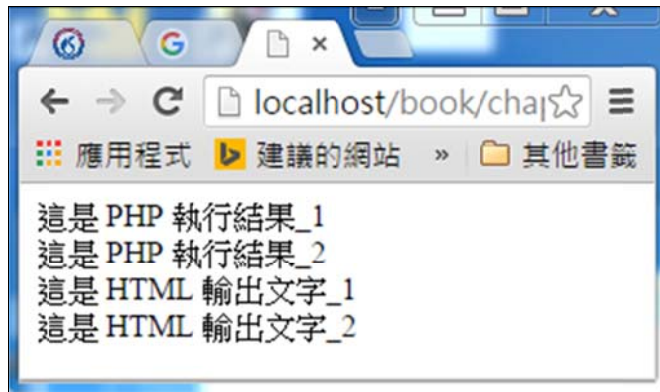 localhost/book/chap
應用程式 建議的網站 » 其他書籤
這是 PHP 執行結果_1
這是 PHP 執行結果_2
這是 HTML 輸出文字_1
這是 HTML 輸出文字_2